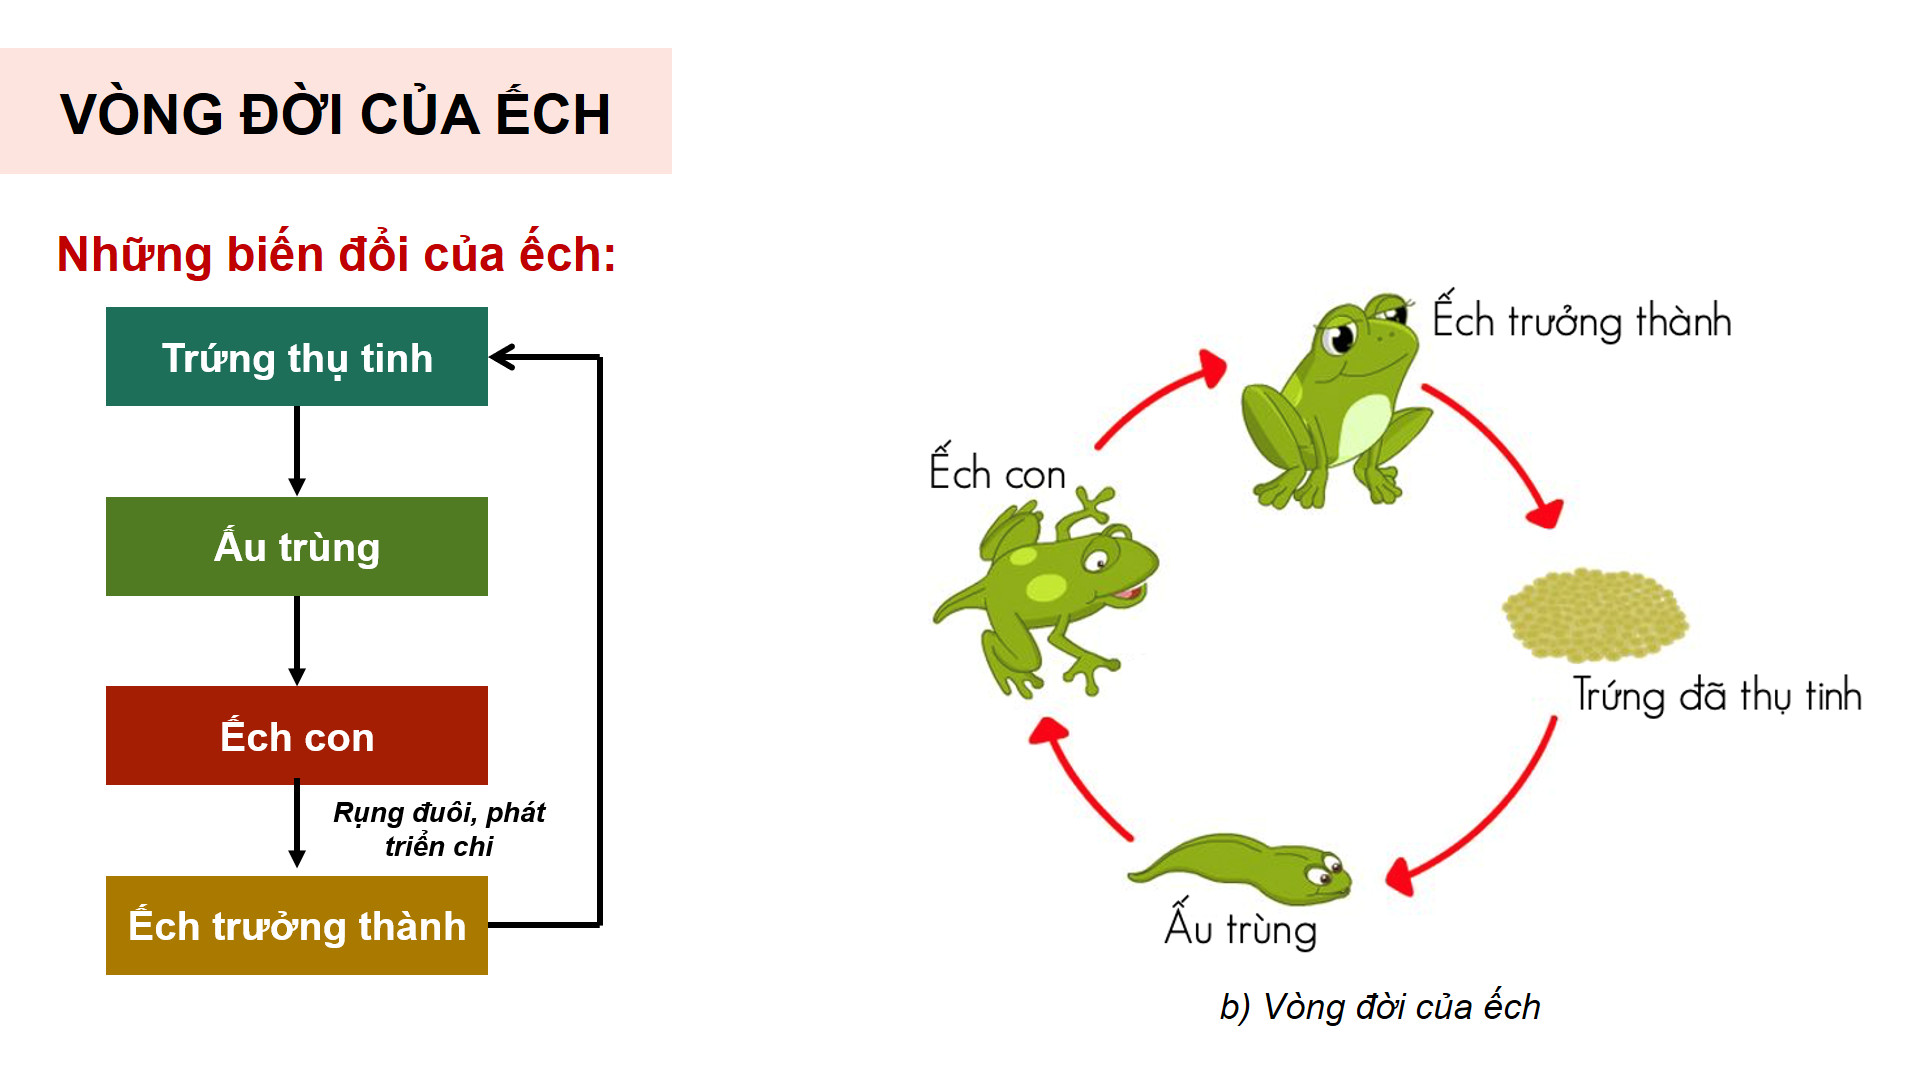 VÒNG ĐỜI CỦA ẾCH
Những biến đổi của ếch:
Trứng thụ tinh
Ấu trùng
Ếch con
Rụng đuôi, phát
triển chi
Ếch trưởng thành
Ếch trưởng thành
Ếch con
Trứng đã thụ tinh
Ấu trùng
b) Vòng đời của ếch